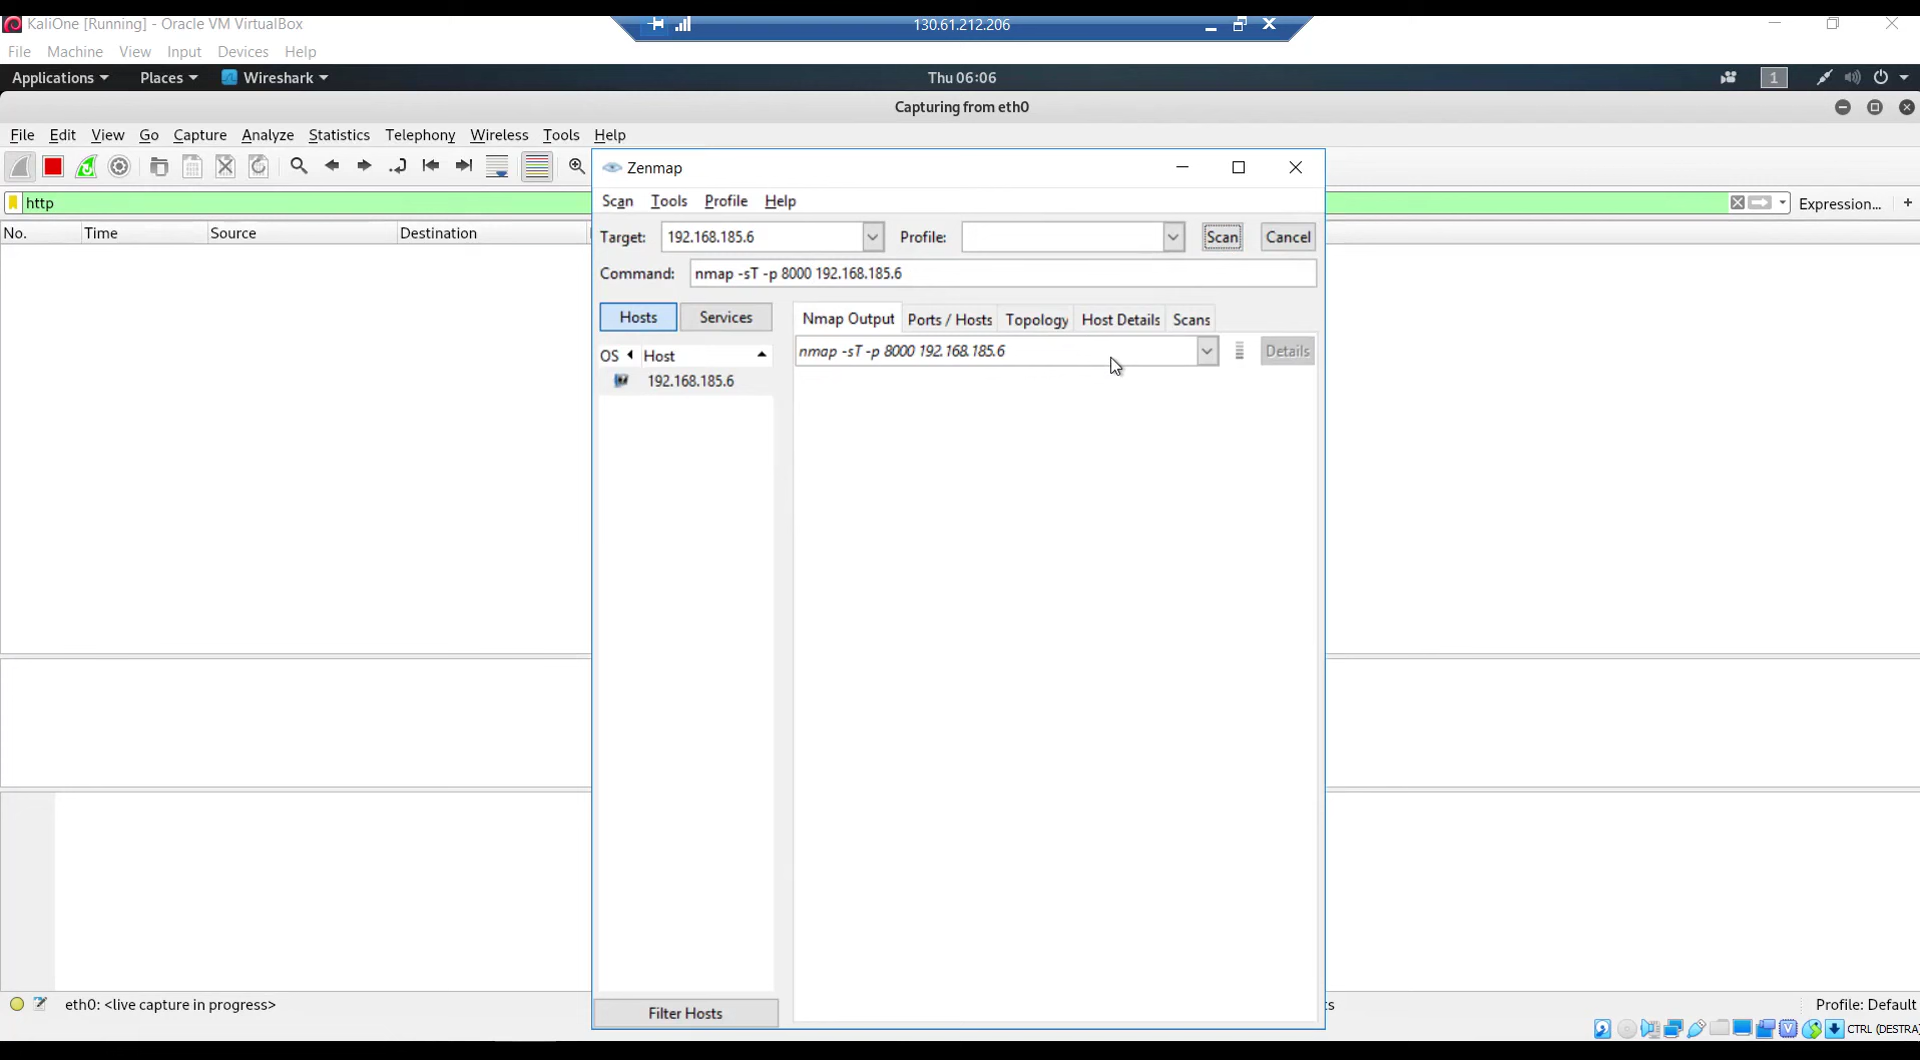 KaliOne [Running] - Oracle VM VirtualBox
130.61.212.206
File Machine View Input Devices Help
Applications Places Wireshark Thu 06:06 1
Capturing from eth0
File Edit View Go Capture Analyze Statistics Telephony Wireless Tools Help
Zenmap
http
Expression... +
No. Time Source Destination
Scan Tools Profile Help
Target: 192.168.185.6 Profile: Scan Cancel
Command: nmap -sT -p 8000 192.168.185.6
Hosts Services
Nmap Output Ports / Hosts Topology Host Details Scans
nmap -sT -p 8000 192.168.185.6 Details
OS Host
192.168.185.6
Filter Hosts
eth0: <live capture in progress>
ts
Profile: Default
CTRL (DESTRA